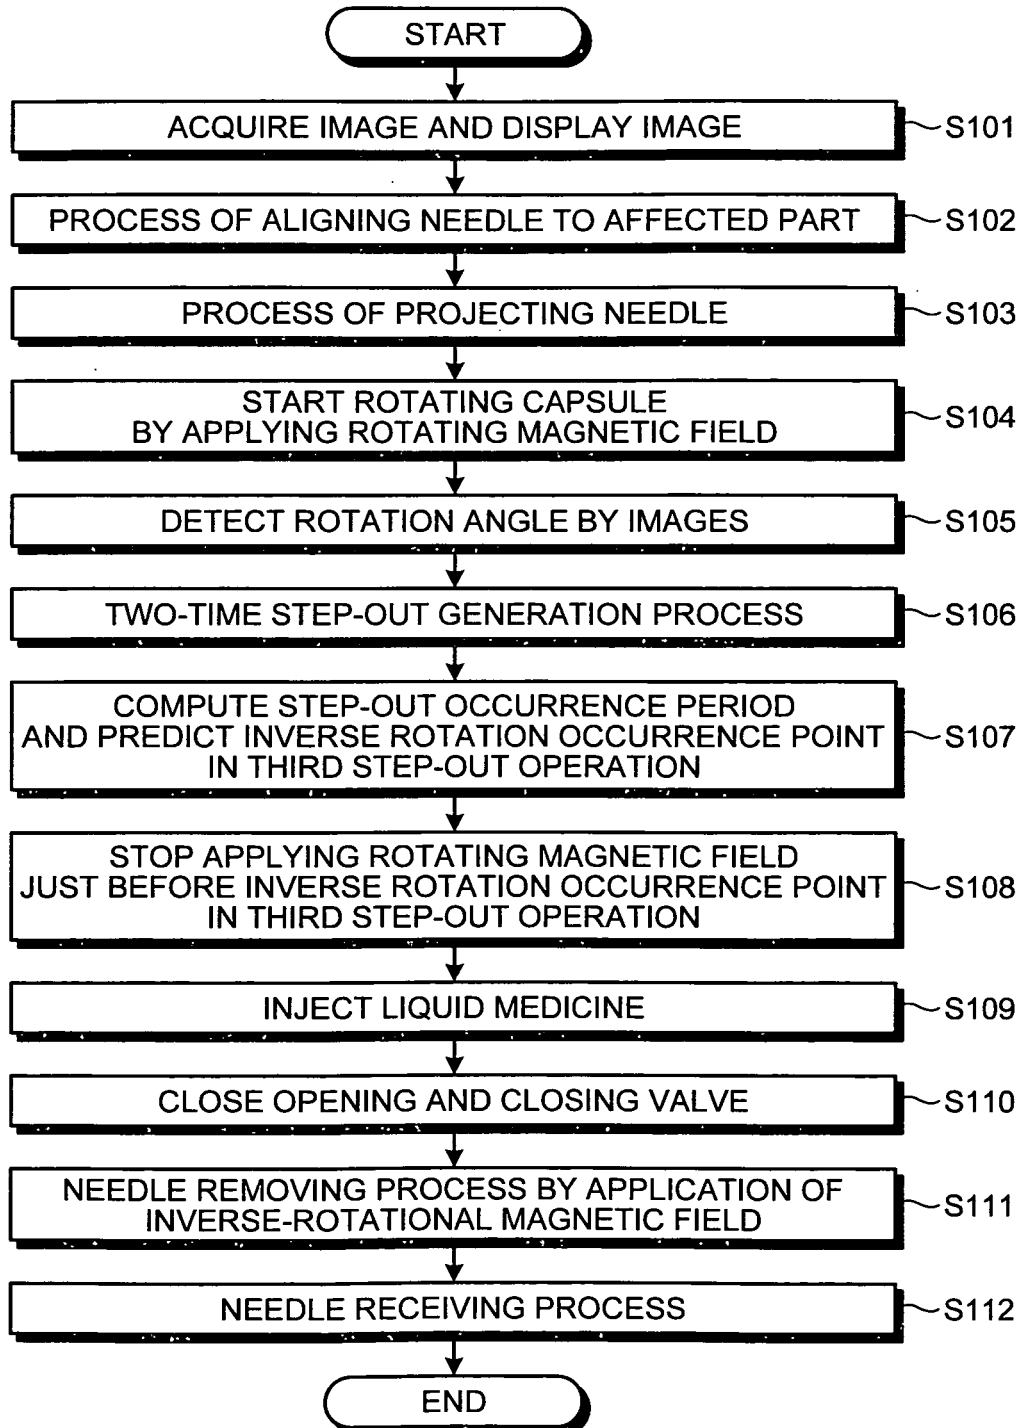 START
ACQUIRE IMAGE AND DISPLAY IMAGE
S101
PROCESS OF ALIGNING NEEDLE TO AFFECTED PART
S102
PROCESS OF PROJECTING NEEDLE
S103
START ROTATING CAPSULE
BY APPLYING ROTATING MAGNETIC FIELD
S104
DETECT ROTATION ANGLE BY IMAGES
S105
TWO-TIME STEP-OUT GENERATION PROCESS
S106
COMPUTE STEP-OUT OCCURRENCE PERIOD
AND PREDICT INVERSE ROTATION OCCURRENCE POINT
IN THIRD STEP-OUT OPERATION
S107
STOP APPLYING ROTATING MAGNETIC FIELD
JUST BEFORE INVERSE ROTATION OCCURRENCE POINT
IN THIRD STEP-OUT OPERATION
S108
INJECT LIQUID MEDICINE
S109
CLOSE OPENING AND CLOSING VALVE
S110
NEEDLE REMOVING PROCESS BY APPLICATION OF
INVERSE-ROTATIONAL MAGNETIC FIELD
S111
NEEDLE RECEIVING PROCESS
S112
END